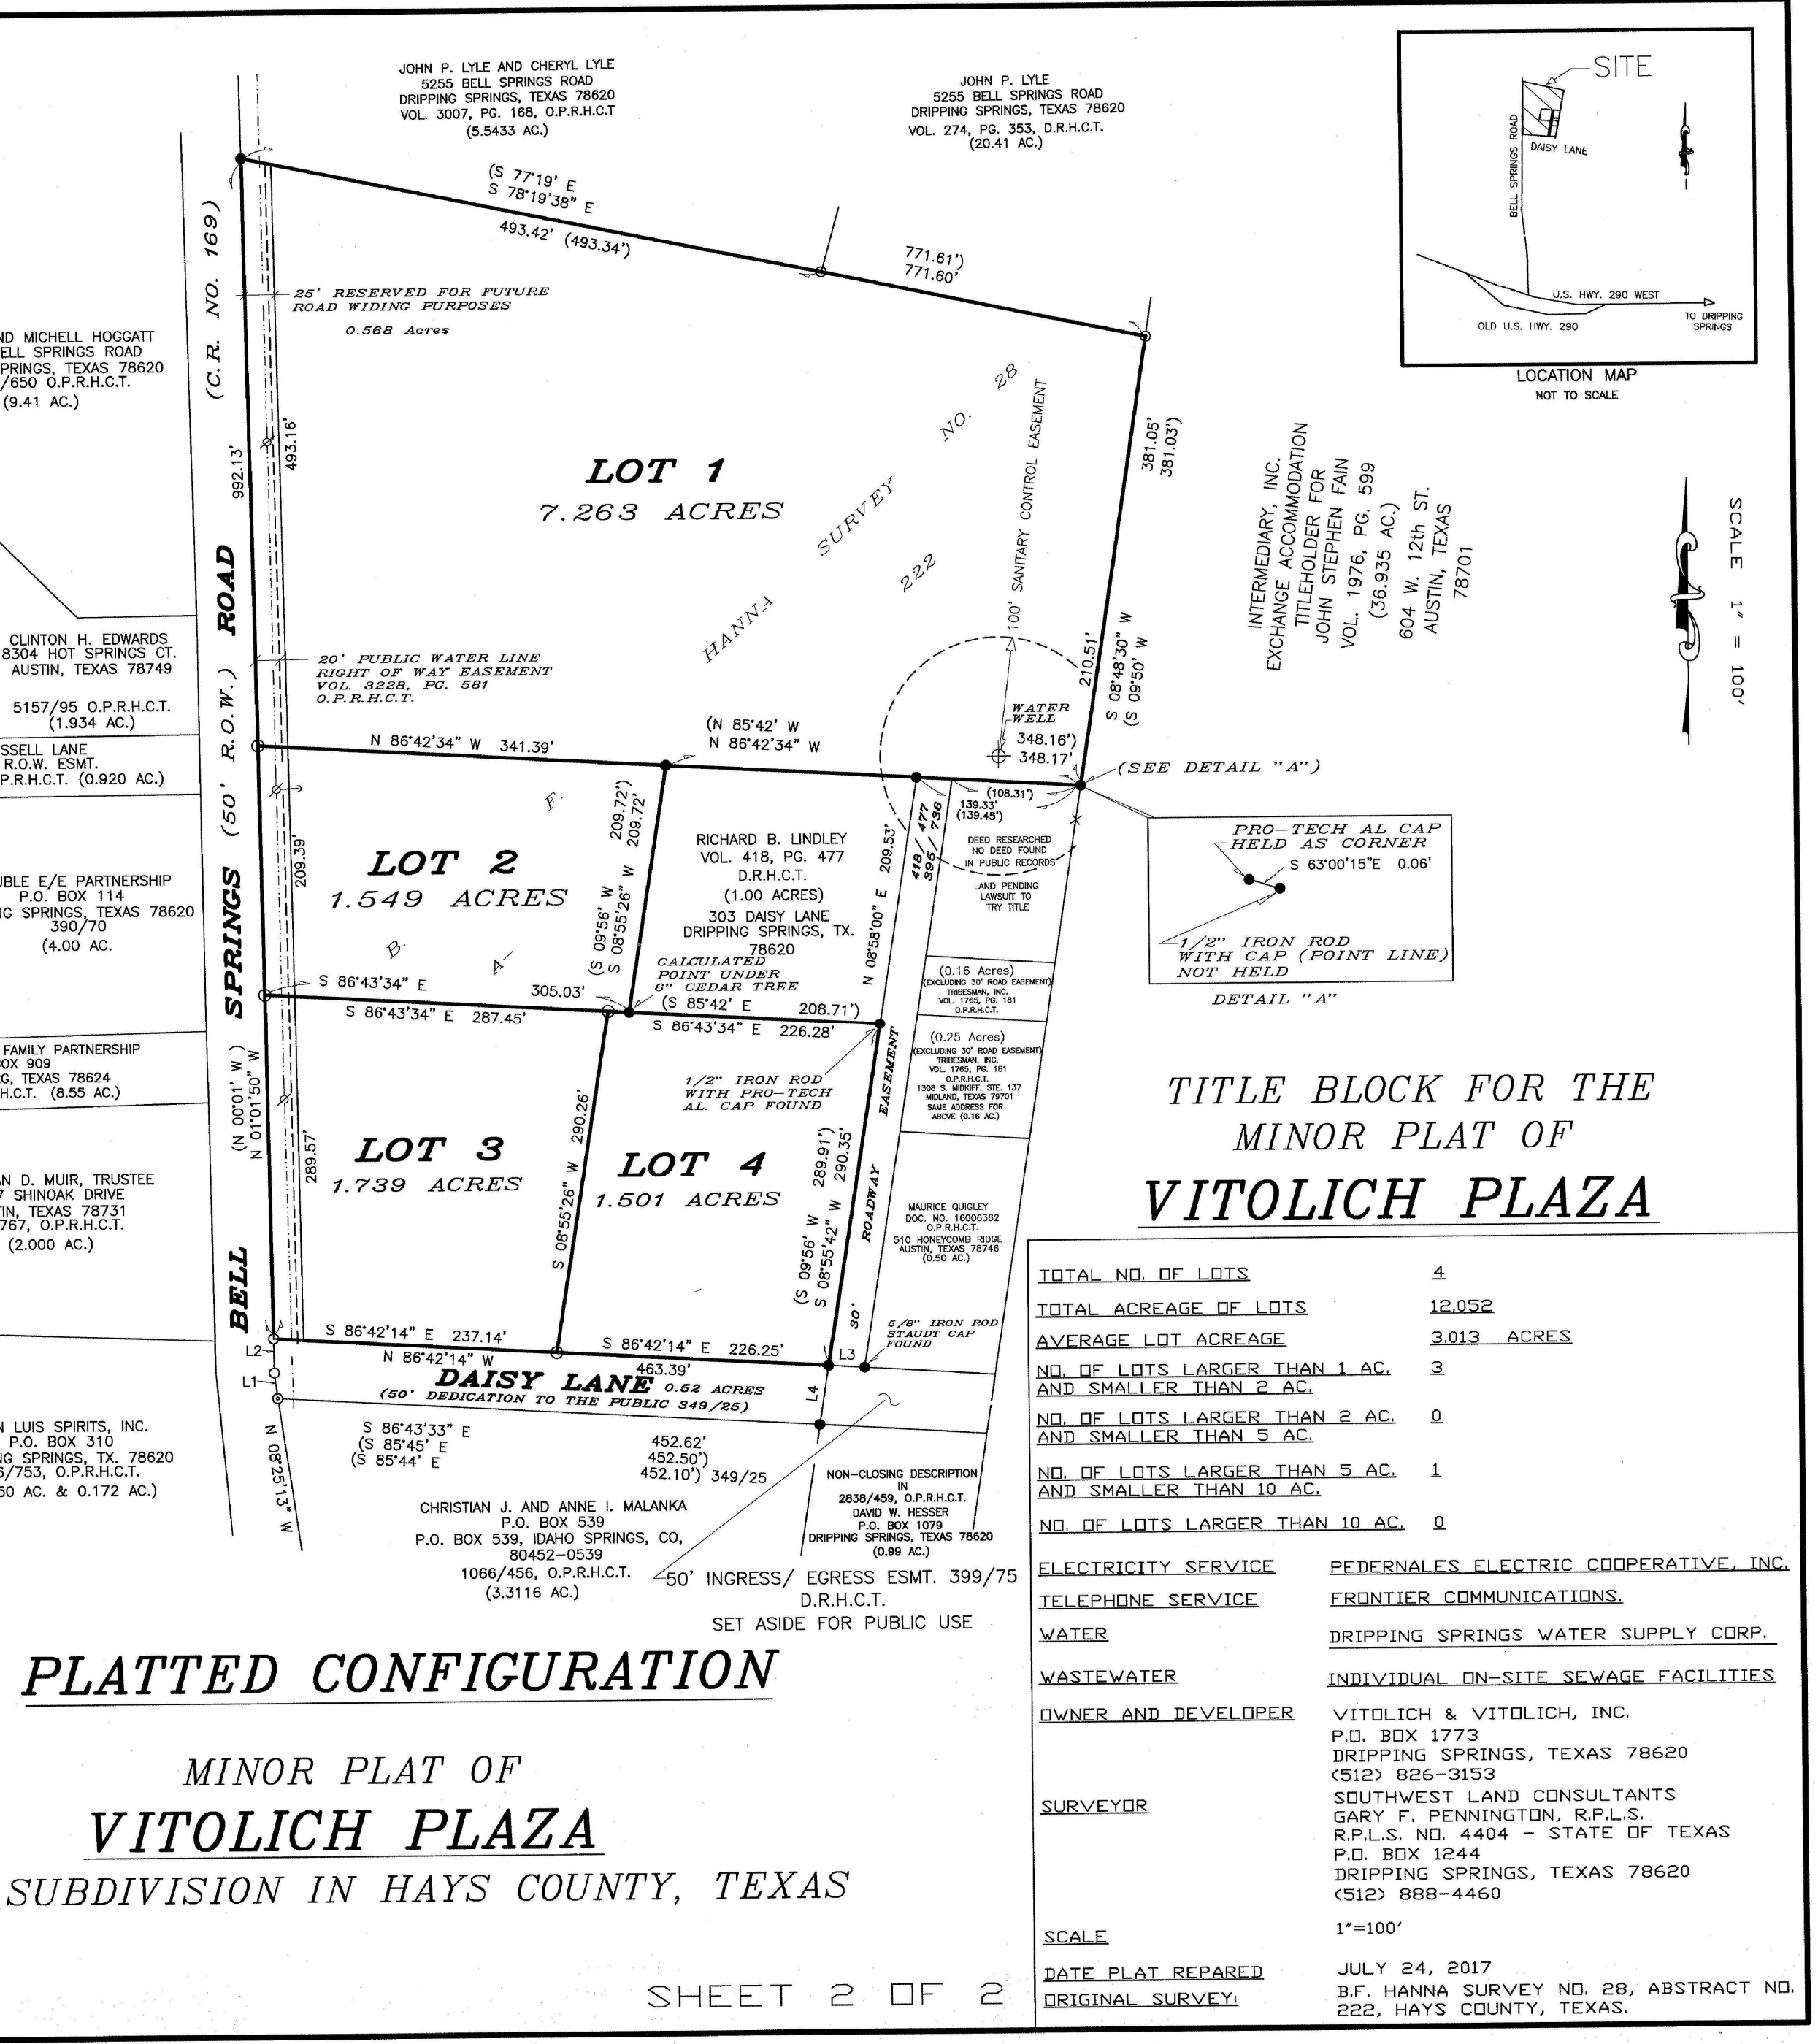 JOHN P. LYLE AND CHERYL LYLE
5255 BELL SPRINGS ROAD
DRIPPING SPRINGS, TEXAS 78620
VOL. 3007, PG. 168, O.P.R.H.C.T
(5.5433 AC.)
JOHN P. LYLE
5255 BELL SPRINGS ROAD
DRIPPING SPRINGS, TEXAS 78620
VOL. 274, PG. 353, D.R.H.C.T.
(20.41 AC.)
SITE
BELL SPRINGS ROAD
DAISY LANE
U.S. HWY. 290 WEST
OLD U.S. HWY. 290
TO DRIPPING
SPRINGS
LOCATION MAP
NOT TO SCALE
SCALE 1" = 100'
(S 77°19' E
S 78°19'38" E
493.42' (493.34')
771.61')
771.60'
25' RESERVED FOR FUTURE
ROAD WIDING PURPOSES
0.568 Acres
(C.R. NO. 169)
992.13'
493.16'
ND MICHELL HOGGATT
ELL SPRINGS ROAD
PRINGS, TEXAS 78620
/650 O.P.R.H.C.T.
(9.41 AC.)
LOT 1
7.263 ACRES
HANNA SURVEY NO. 28
222
100' SANITARY CONTROL EASEMENT
381.05'
381.03')
INTERMEDIARY, INC.
EXCHANGE ACCOMMODATION
TITLEHOLDER FOR
JOHN STEPHEN FAIN
VOL. 1976, PG. 599
(36.935 AC.)
604 W. 12th ST.
AUSTIN, TEXAS
78701
210.51'
S 08°48'30" W
(S 09°50' W
CLINTON H. EDWARDS
8304 HOT SPRINGS CT.
AUSTIN, TEXAS 78749
5157/95 O.P.R.H.C.T.
(1.934 AC.)
SSELL LANE
R.O.W. ESMT.
P.R.H.C.T. (0.920 AC.)
20' PUBLIC WATER LINE
RIGHT OF WAY EASEMENT
VOL. 3228, PG. 581
O.P.R.H.C.T.
BELL SPRINGS (50' R.O.W.) ROAD
N 86°42'34" W 341.39'
(N 85°42' W
N 86°42'34" W
WATER
WELL
348.16')
348.17'
(SEE DETAIL "A")
(108.31')
139.33'
(139.45')
209.39'
209.72')
209.72'
(S 09°56' W
S 08°55'26" W
LOT 2
1.549 ACRES
B. F.
A-
RICHARD B. LINDLEY
VOL. 418, PG. 477
D.R.H.C.T.
(1.00 ACRES)
303 DAISY LANE
DRIPPING SPRINGS, TX.
78620
N 08°58'00" E 209.53'
418/477
395/736
DEED RESEARCHED
NO DEED FOUND
IN PUBLIC RECORDS
LAND PENDING
LAWSUIT TO
TRY TITLE
PRO-TECH AL CAP
HELD AS CORNER
S 63°00'15"E 0.06'
1/2" IRON ROD
WITH CAP (POINT LINE)
NOT HELD
DETAIL "A"
UBLE E/E PARTNERSHIP
P.O. BOX 114
NG SPRINGS, TEXAS 78620
390/70
(4.00 AC.
CALCULATED
POINT UNDER
6" CEDAR TREE
S 86°43'34" E 305.03'
S 86°43'34" E 287.45'
(S 85°42' E 208.71')
S 86°43'34" E 226.28'
(0.16 Acres)
(EXCLUDING 30' ROAD EASEMENT)
TRIBESMAN, INC.
VOL. 1765, PG. 181
O.P.R.H.C.T.
(0.25 Acres)
(EXCLUDING 30' ROAD EASEMENT)
TRIBESMAN, INC.
VOL. 1765, PG. 181
O.P.R.H.C.T.
1308 S. MIDKIFF, STE. 137
MIDLAND, TEXAS 79701
SAME ADDRESS FOR
ABOVE (0.16 AC.)
FAMILY PARTNERSHIP
OX 909
G, TEXAS 78624
H.C.T. (8.55 AC.)
(N 00°01' W)
N 01°01'50" W
1/2" IRON ROD
WITH PRO-TECH
AL. CAP FOUND
290.26'
S 08°55'26" W
289.57'
LOT 3
1.739 ACRES
LOT 4
1.501 ACRES
289.91')
290.35'
(S 09°56' W
S 08°55'42" W
30' ROADWAY EASEMENT
MAURICE QUIGLEY
DOC. NO. 16006362
O.P.R.H.C.T.
510 HONEYCOMB RIDGE
AUSTIN, TEXAS 78746
(0.50 AC.)
AN D. MUIR, TRUSTEE
7 SHINOAK DRIVE
TIN, TEXAS 78731
767, O.P.R.H.C.T.
(2.000 AC.)
5/8" IRON ROD
STAUDT CAP
FOUND
S 86°42'14" E 237.14'
S 86°42'14" E 226.25'
N 86°42'14" W
463.39'
L2
L1
L3
L4
DAISY LANE 0.52 ACRES
(50' DEDICATION TO THE PUBLIC 349/25)
S 86°43'33" E 452.62'
(S 85°45' E 452.50')
(S 85°44' E 452.10') 349/25
N 08°25'13" W
N LUIS SPIRITS, INC.
P.O. BOX 310
NG SPRINGS, TX. 78620
/753, O.P.R.H.C.T.
50 AC. & 0.172 AC.)
CHRISTIAN J. AND ANNE I. MALANKA
P.O. BOX 539
P.O. BOX 539, IDAHO SPRINGS, CO,
80452-0539
1066/456, O.P.R.H.C.T.
(3.3116 AC.)
NON-CLOSING DESCRIPTION
IN
2838/459, O.P.R.H.C.T.
DAVID W. HESSER
P.O. BOX 1079
DRIPPING SPRINGS, TEXAS 78620
(0.99 AC.)
50' INGRESS/ EGRESS ESMT. 399/75
D.R.H.C.T.
SET ASIDE FOR PUBLIC USE
PLATTED CONFIGURATION
MINOR PLAT OF
VITOLICH PLAZA
SUBDIVISION IN HAYS COUNTY, TEXAS
SHEET 2 OF 2
TITLE BLOCK FOR THE
MINOR PLAT OF
VITOLICH PLAZA
TOTAL NO. OF LOTS 4
TOTAL ACREAGE OF LOTS 12.052
AVERAGE LOT ACREAGE 3.013 ACRES
NO. OF LOTS LARGER THAN 1 AC. 3
AND SMALLER THAN 2 AC.
NO. OF LOTS LARGER THAN 2 AC. 0
AND SMALLER THAN 5 AC.
NO. OF LOTS LARGER THAN 5 AC. 1
AND SMALLER THAN 10 AC.
NO. OF LOTS LARGER THAN 10 AC. 0
ELECTRICITY SERVICE PEDERNALES ELECTRIC COOPERATIVE, INC.
TELEPHONE SERVICE FRONTIER COMMUNICATIONS.
WATER DRIPPING SPRINGS WATER SUPPLY CORP.
WASTEWATER INDIVIDUAL ON-SITE SEWAGE FACILITIES
OWNER AND DEVELOPER VITOLICH & VITOLICH, INC.
P.O. BOX 1773
DRIPPING SPRINGS, TEXAS 78620
(512) 826-3153
SURVEYOR SOUTHWEST LAND CONSULTANTS
GARY F. PENNINGTON, R.P.L.S.
R.P.L.S. NO. 4404 - STATE OF TEXAS
P.O. BOX 1244
DRIPPING SPRINGS, TEXAS 78620
(512) 888-4460
SCALE 1"=100'
DATE PLAT REPARED JULY 24, 2017
ORIGINAL SURVEY: B.F. HANNA SURVEY NO. 28, ABSTRACT NO.
222, HAYS COUNTY, TEXAS.